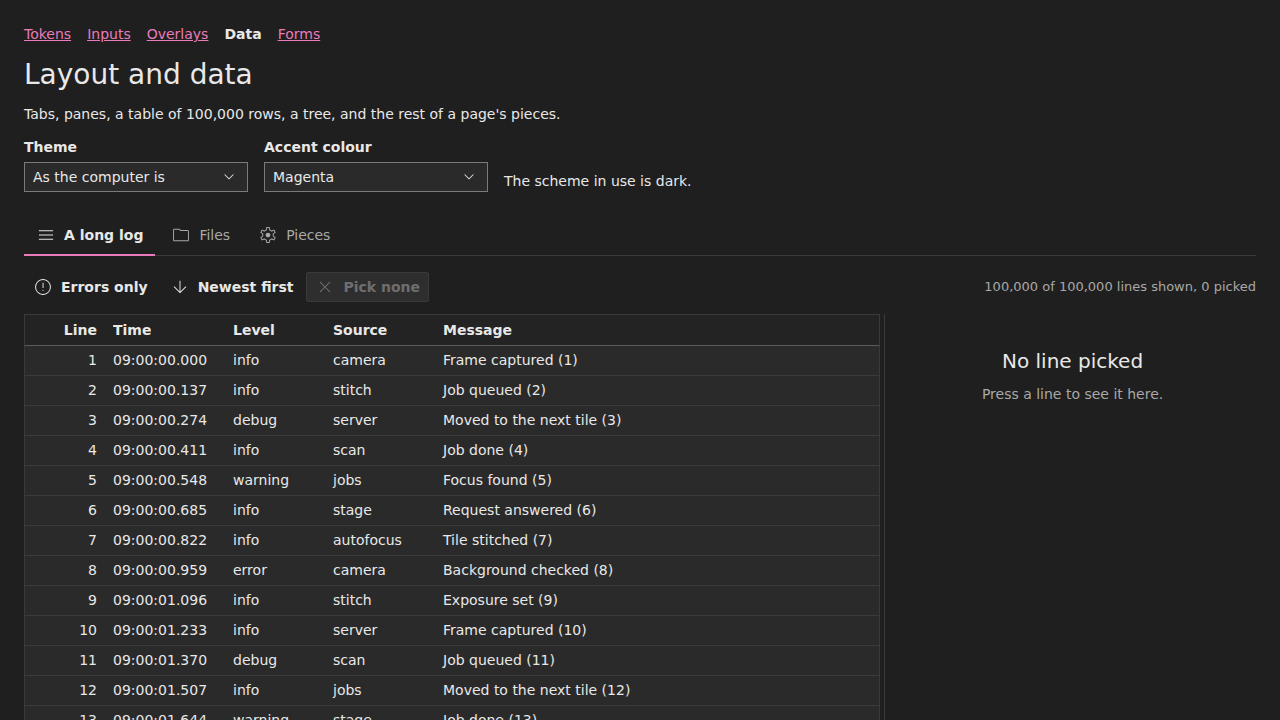 Tokens Inputs Overlays Data Forms
Layout and data
Tabs, panes, a table of 100,000 rows, a tree, and the rest of a page's pieces.
Theme Accent colour
As the computer is Magenta The scheme in use is dark.
A long log Files Pieces
Errors only Newest first Pick none 100,000 of 100,000 lines shown, 0 picked
Line Time Level Source Message
1 09:00:00.000 info camera Frame captured (1)
2 09:00:00.137 info stitch Job queued (2)
3 09:00:00.274 debug server Moved to the next tile (3)
4 09:00:00.411 info scan Job done (4)
5 09:00:00.548 warning jobs Focus found (5)
6 09:00:00.685 info stage Request answered (6)
7 09:00:00.822 info autofocus Tile stitched (7)
8 09:00:00.959 error camera Background checked (8)
9 09:00:01.096 info stitch Exposure set (9)
10 09:00:01.233 info server Frame captured (10)
11 09:00:01.370 debug scan Job queued (11)
12 09:00:01.507 info jobs Moved to the next tile (12)
13 09:00:01.644 warning stage Job done (13)
No line picked
Press a line to see it here.